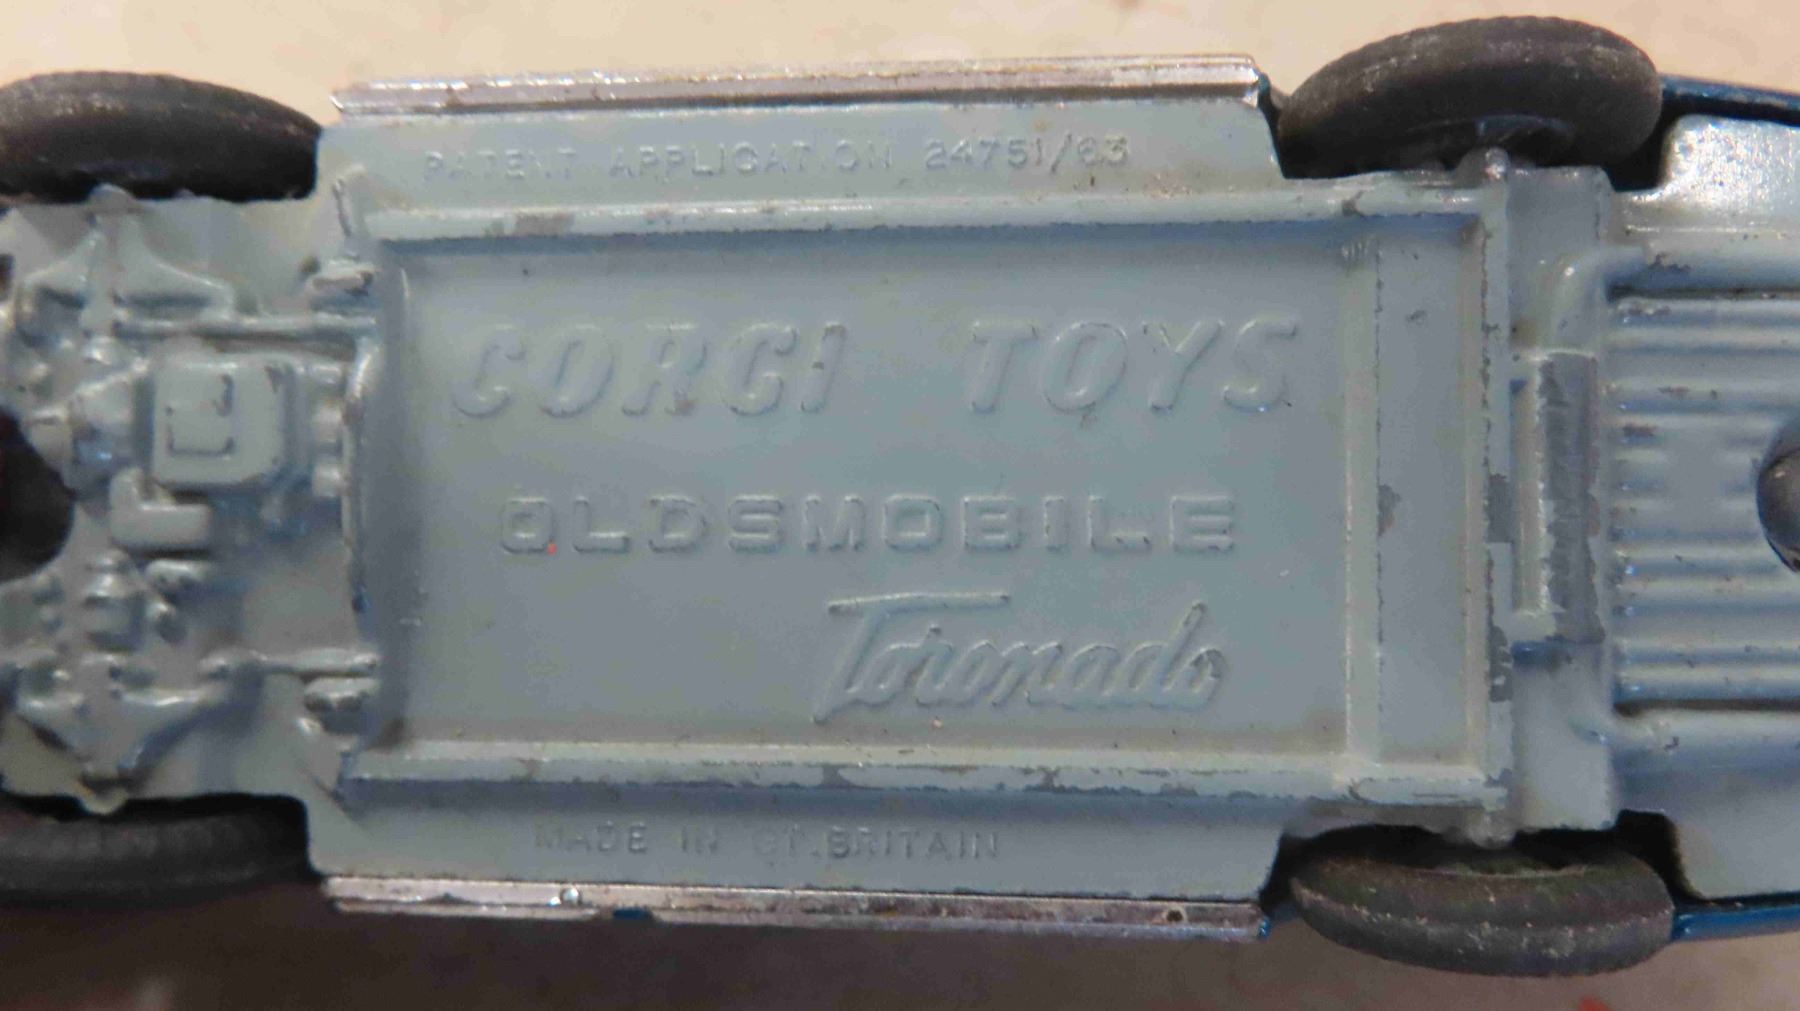 PATENT APPLICATION 24751/63
CORGI TOYS
OLDSMOBILE
Toronado
MADE IN GT. BRITAIN